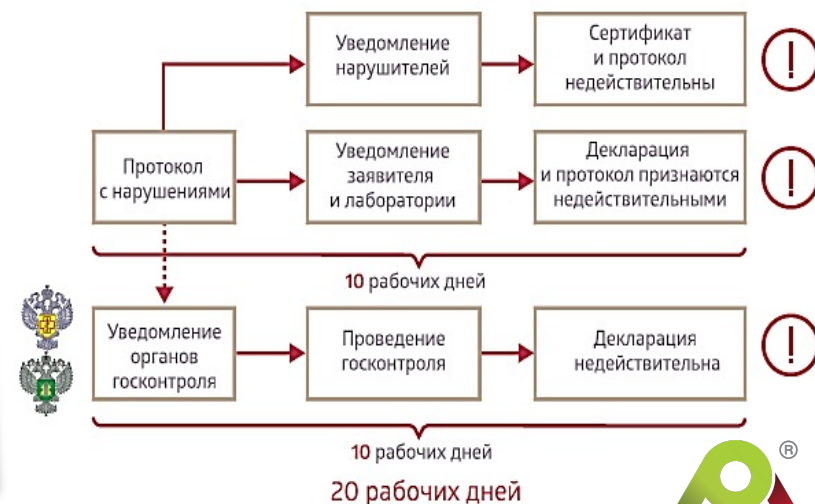 Уведомление
нарушителей
Сертификат
и протокол
недействительны
!
Протокол
с нарушениями
Уведомление
заявителя
и лаборатории
Декларация
и протокол признаются
недействительными
!
10 рабочих дней
Уведомление
органов
госконтроля
Проведение
госконтроля
Декларация
недействительна
!
10 рабочих дней
®
20 рабочих дней